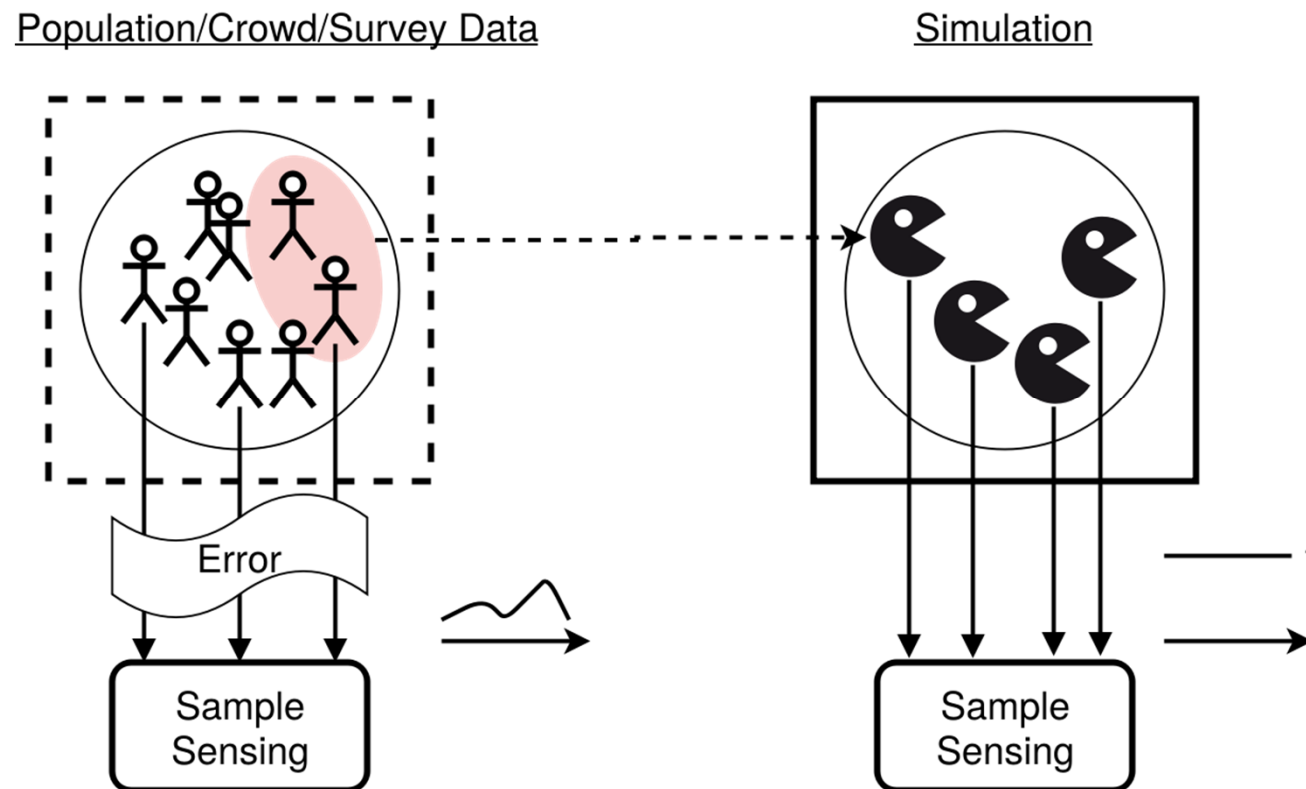 Population/Crowd/Survey Data
Simulation
Error
Sample
Sensing
Sample
Sensing